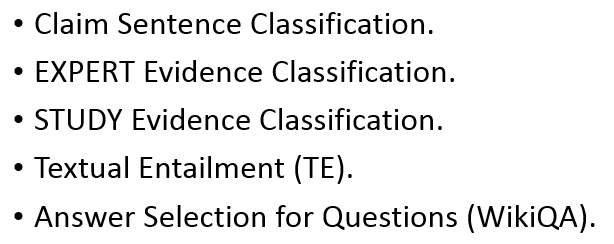 • Claim Sentence Classification.
• EXPERT Evidence Classification.
• STUDY Evidence Classification.
• Textual Entailment (TE).
• Answer Selection for Questions (WikiQA).